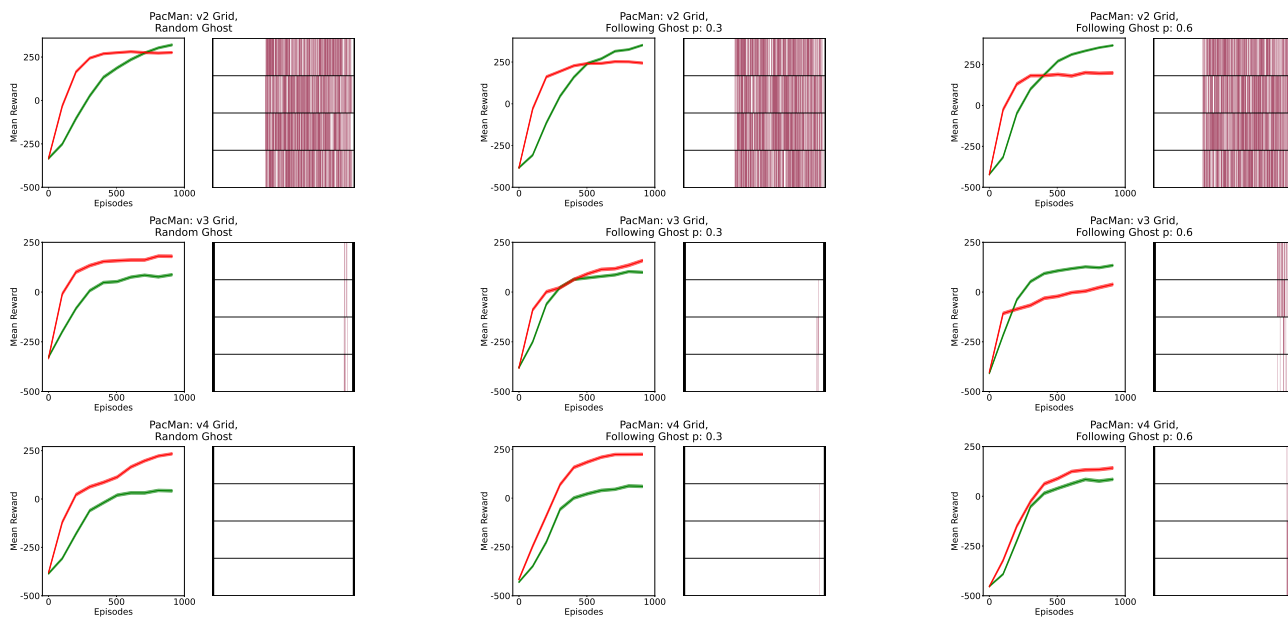 PacMan: v2 Grid,
Random Ghost
Mean Reward
250
0
-250
-500
0
500
1000
Episodes
PacMan: v2 Grid,
Following Ghost p: 0.3
Mean Reward
250
0
-250
-500
0
500
1000
Episodes
PacMan: v2 Grid,
Following Ghost p: 0.6
Mean Reward
250
0
-250
-500
0
500
1000
Episodes
PacMan: v3 Grid,
Random Ghost
Mean Reward
250
0
-250
-500
0
500
1000
Episodes
PacMan: v3 Grid,
Following Ghost p: 0.3
Mean Reward
250
0
-250
-500
0
500
1000
Episodes
PacMan: v3 Grid,
Following Ghost p: 0.6
Mean Reward
250
0
-250
-500
0
500
1000
Episodes
PacMan: v4 Grid,
Random Ghost
Mean Reward
250
0
-250
-500
0
500
1000
Episodes
PacMan: v4 Grid,
Following Ghost p: 0.3
Mean Reward
250
0
-250
-500
0
500
1000
Episodes
PacMan: v4 Grid,
Following Ghost p: 0.6
Mean Reward
250
0
-250
-500
0
500
1000
Episodes